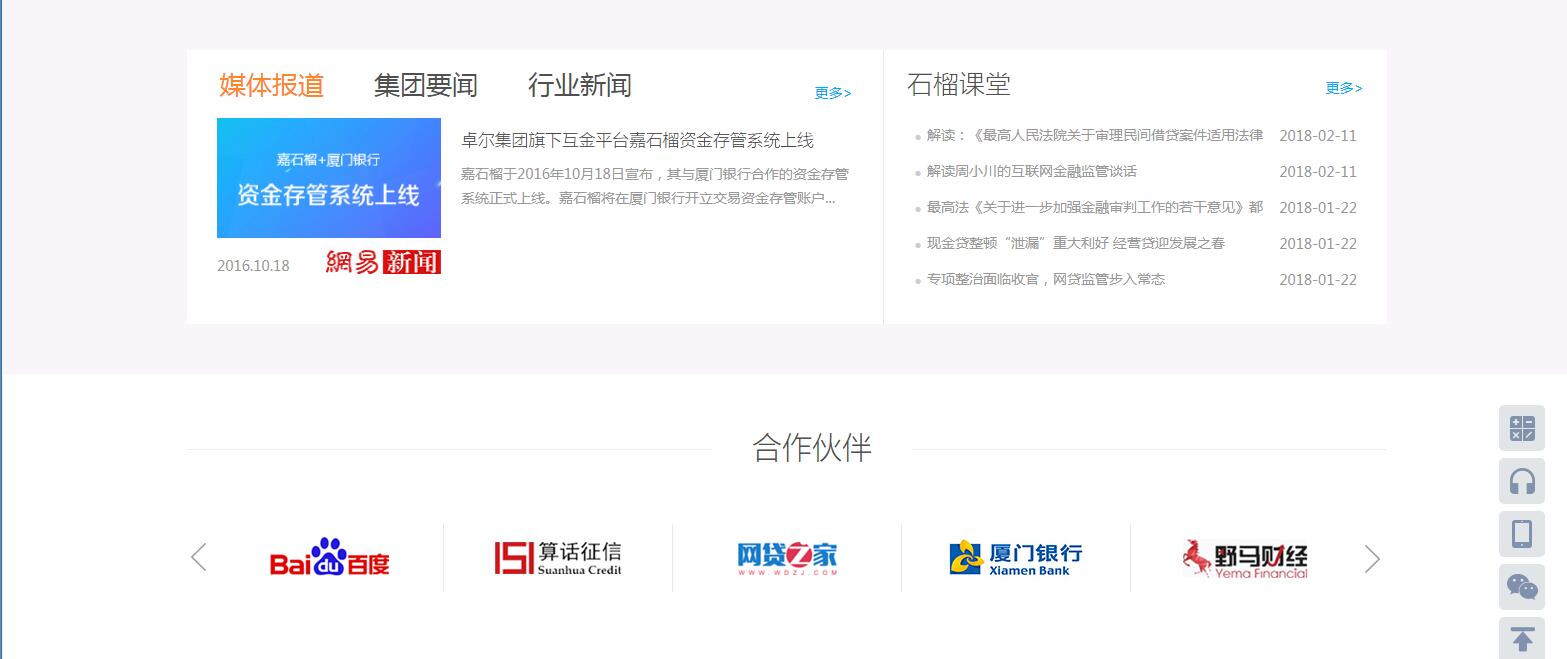 媒体报道
集团要闻
行业新闻
更多>
嘉石榴+厦门银行
资金存管系统上线
2016.10.18
網易新闻
卓尔集团旗下互金平台嘉石榴资金存管系统上线
嘉石榴于2016年10月18日宣布，其与厦门银行合作的资金存管
系统正式上线。嘉石榴将在厦门银行开立交易资金存管账户...
石榴课堂
更多>
解读：《最高人民法院关于审理民间借贷案件适用法律 2018-02-11
解读周小川的互联网金融监管谈话 2018-02-11
最高法《关于进一步加强金融审判工作的若干意见》都 2018-01-22
现金贷整顿“泄漏”重大利好 经营贷迎发展之春 2018-01-22
专项整治面临收官，网贷监管步入常态 2018-01-22
合作伙伴
Bai du 百度
算话征信
Suanhua Credit
网贷之家
WWW.WDZJ.COM
厦门银行
Xiamen Bank
野马财经
Yema Financial